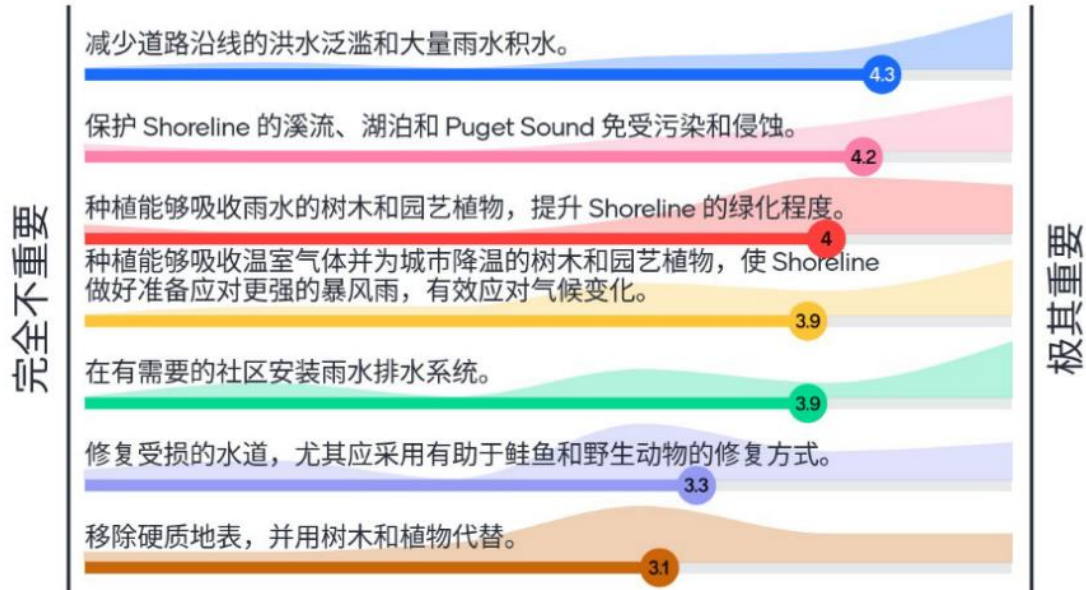 减少道路沿线的洪水泛滥和大量雨水积水。
4.3
保护 Shoreline 的溪流、湖泊和 Puget Sound 免受污染和侵蚀。
4.2
种植能够吸收雨水的树木和园艺植物，提升 Shoreline 的绿化程度。
4
种植能够吸收温室气体并为城市降温的树木和园艺植物，使 Shoreline
做好准备应对更强的暴风雨，有效应对气候变化。
3.9
在有需要的社区安装雨水排水系统。
3.9
修复受损的水道，尤其应采用有助于鲑鱼和野生动物的修复方式。
3.3
移除硬质地表，并用树木和植物代替。
3.1
完全不重要
极其重要